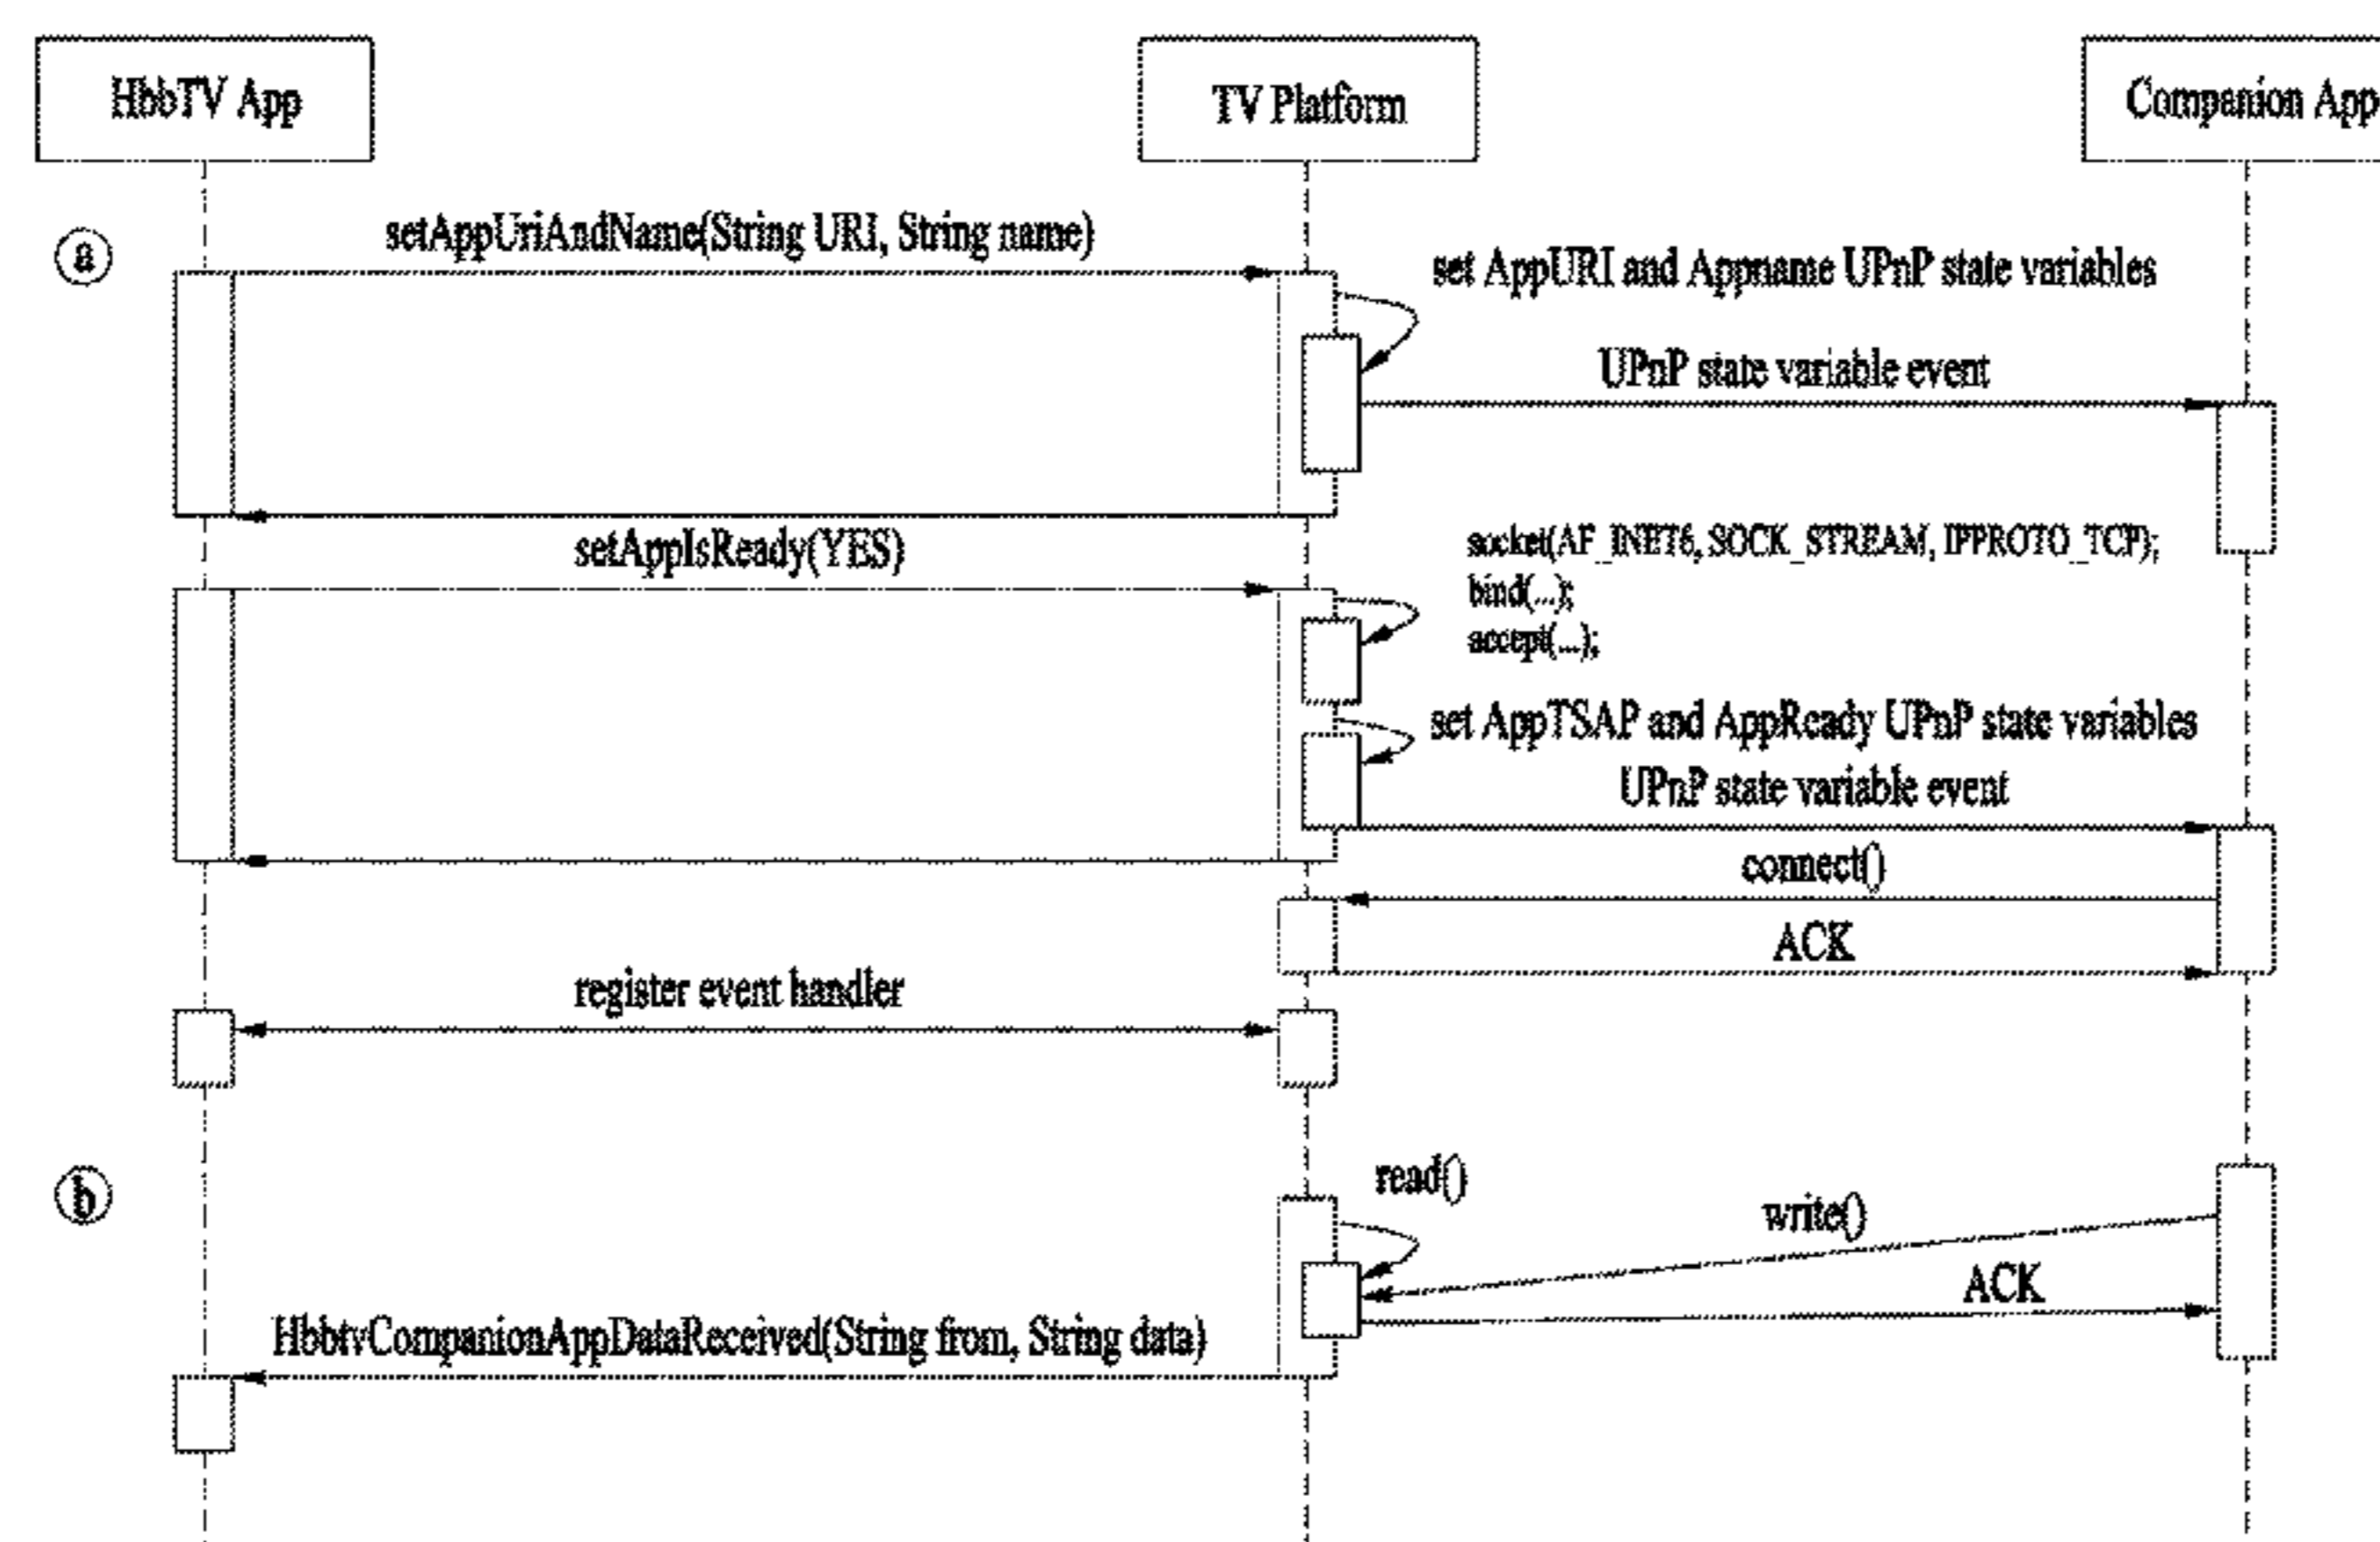 HbbTV App
TV Platform
Companion App
a
setAppUriAndName(String URI, String name)
set AppURI and Appname UPnP state variables
UPnP state variable event
setAppIsReady(YES)
socket(AF_INET6, SOCK_STREAM, IPPROTO_TCP);
bind(...);
accept(...);
set AppTSAP and AppReady UPnP state variables
UPnP state variable event
connect()
ACK
register event handler
b
read()
write()
ACK
HbbtvCompanionAppDataReceived(String from, String data)